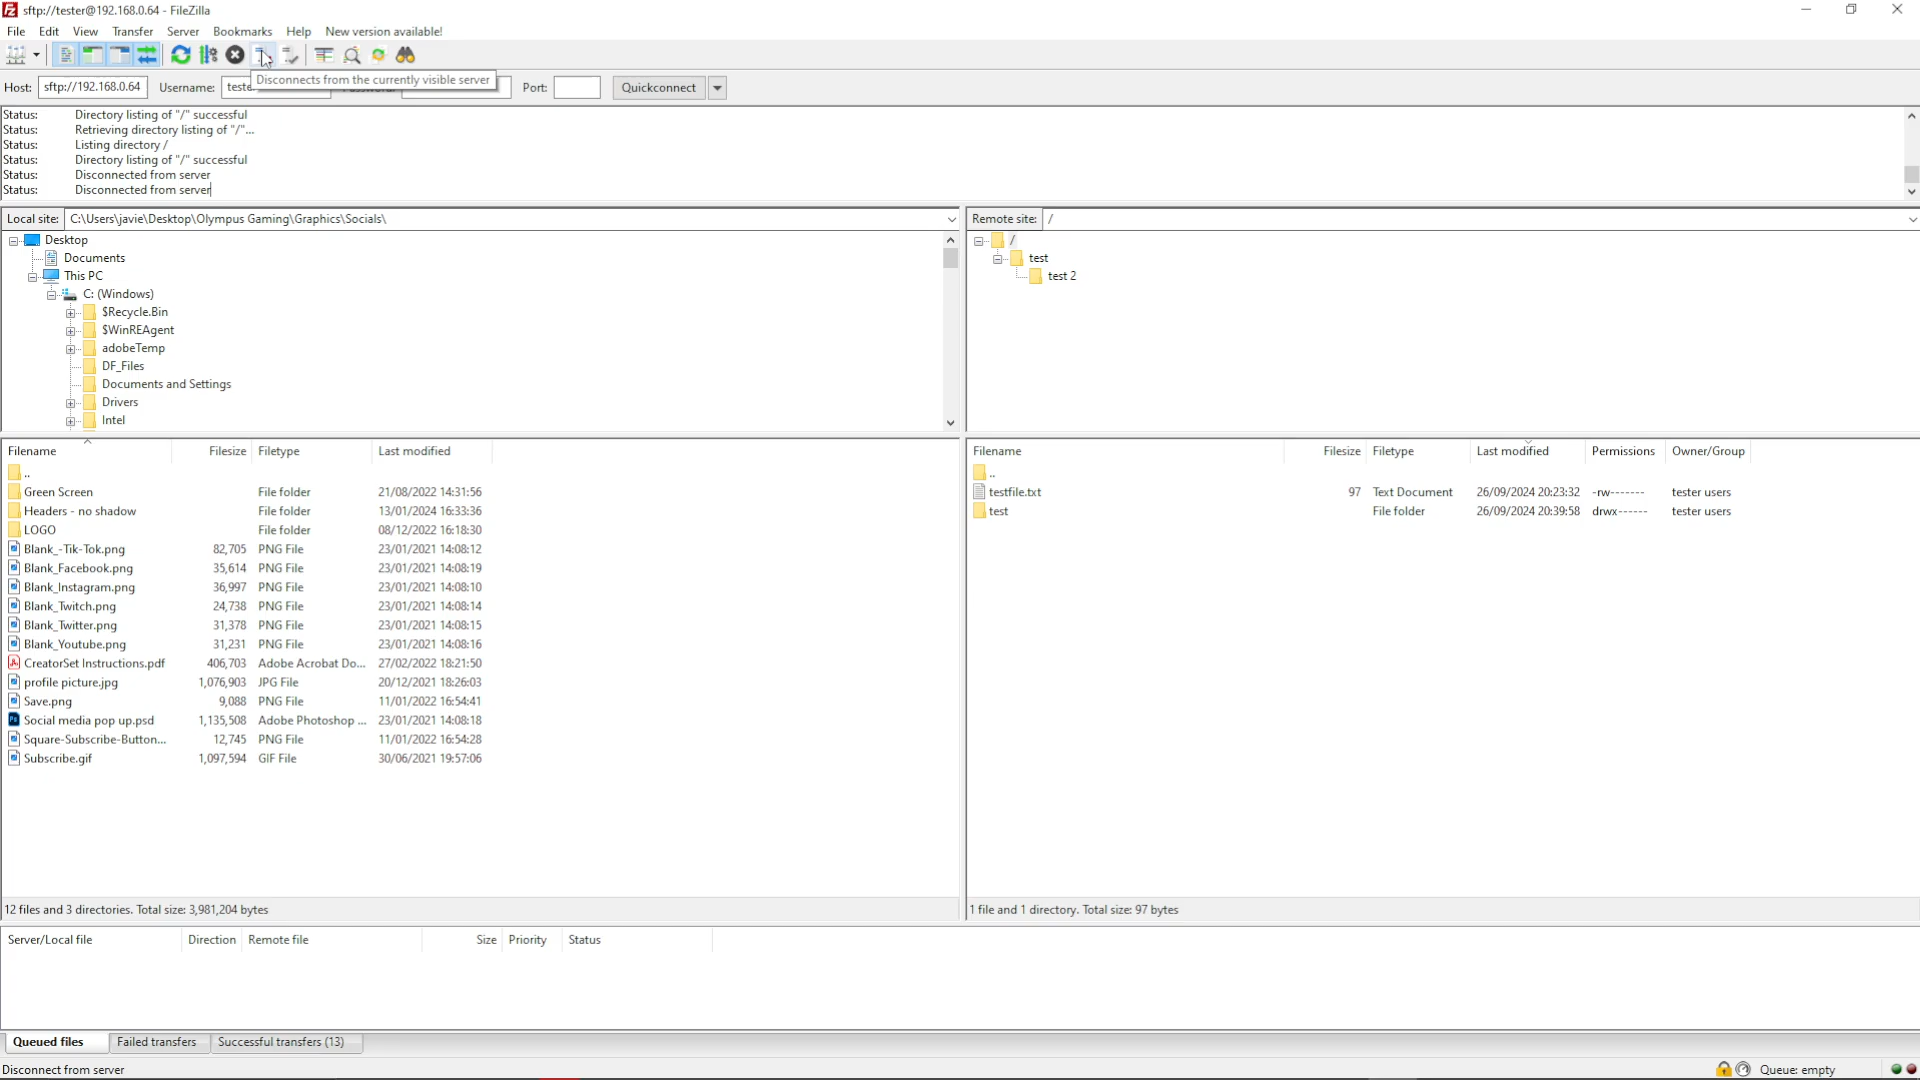 sftp://tester@192.168.0.64 - FileZilla
File Edit View Transfer Server Bookmarks Help New version available!
Disconnects from the currently visible server
Host: sftp://192.168.0.64 Username: teste Port: Quickconnect
Status: Directory listing of "/" successful
Status: Retrieving directory listing of "/"...
Status: Listing directory /
Status: Directory listing of "/" successful
Status: Disconnected from server
Status: Disconnected from server
Local site: C:\Users\javie\Desktop\Olympus Gaming\Graphics\Socials\
Desktop
Documents
This PC
C: (Windows)
$Recycle.Bin
$WinREAgent
adobeTemp
DF_Files
Documents and Settings
Drivers
Intel
Remote site: /
/
test
test 2
Filename Filesize Filetype Last modified
..
Green Screen File folder 21/08/2022 14:31:56
Headers - no shadow File folder 13/01/2024 16:33:36
LOGO File folder 08/12/2022 16:18:30
Blank_-Tik-Tok.png 82,705 PNG File 23/01/2021 14:08:12
Blank_Facebook.png 35,614 PNG File 23/01/2021 14:08:19
Blank_Instagram.png 36,997 PNG File 23/01/2021 14:08:10
Blank_Twitch.png 24,738 PNG File 23/01/2021 14:08:14
Blank_Twitter.png 31,378 PNG File 23/01/2021 14:08:15
Blank_Youtube.png 31,231 PNG File 23/01/2021 14:08:16
CreatorSet Instructions.pdf 406,703 Adobe Acrobat Do... 27/02/2022 18:21:50
profile picture.jpg 1,076,903 JPG File 20/12/2021 18:26:03
Save.png 9,088 PNG File 11/01/2022 16:54:41
Social media pop up.psd 1,135,508 Adobe Photoshop ... 23/01/2021 14:08:18
Square-Subscribe-Button... 12,745 PNG File 11/01/2022 16:54:28
Subscribe.gif 1,097,594 GIF File 30/06/2021 19:57:06
12 files and 3 directories. Total size: 3,981,204 bytes
Filename Filesize Filetype Last modified Permissions Owner/Group
..
testfile.txt 97 Text Document 26/09/2024 20:23:32 -rw------- tester users
test File folder 26/09/2024 20:39:58 drwx------ tester users
1 file and 1 directory. Total size: 97 bytes
Server/Local file Direction Remote file Size Priority Status
Queued files Failed transfers Successful transfers (13)
Disconnect from server Queue: empty